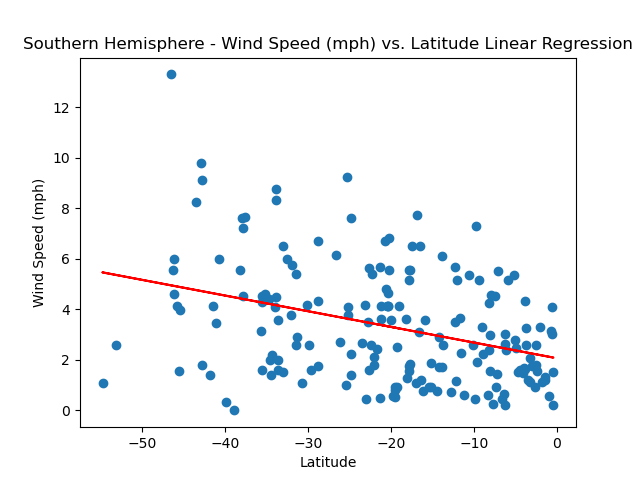 Southern Hemisphere - Wind Speed (mph) vs. Latitude Linear Regression
12
10
8
6
4
2
0
Wind Speed (mph)
−50 −40 −30 −20 −10 0
Latitude